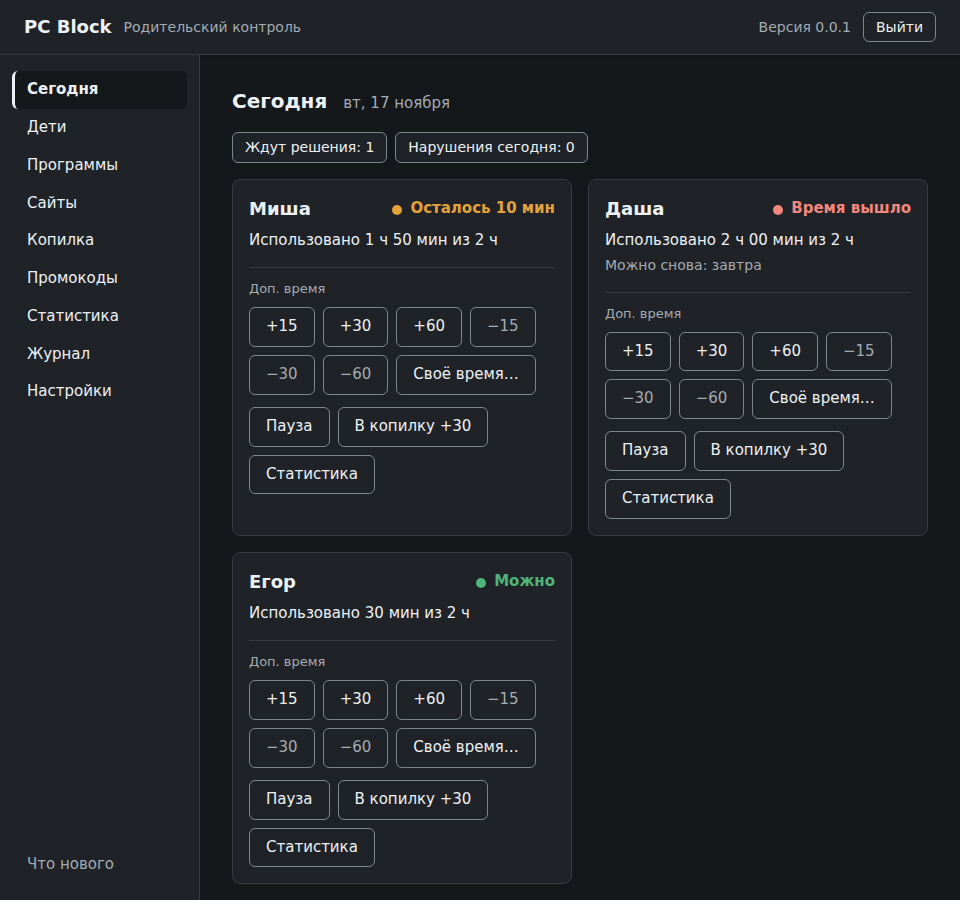 PC Block Родительский контроль Версия 0.0.1 Выйти
Сегодня
Дети
Программы
Сайты
Копилка
Промокоды
Статистика
Журнал
Настройки
Что нового
Сегодня вт, 17 ноября
Ждут решения: 1 Нарушения сегодня: 0
Миша Осталось 10 мин
Использовано 1 ч 50 мин из 2 ч
Доп. время
+15 +30 +60 −15
−30 −60 Своё время…
Пауза В копилку +30
Статистика
Даша Время вышло
Использовано 2 ч 00 мин из 2 ч
Можно снова: завтра
Доп. время
+15 +30 +60 −15
−30 −60 Своё время…
Пауза В копилку +30
Статистика
Егор Можно
Использовано 30 мин из 2 ч
Доп. время
+15 +30 +60 −15
−30 −60 Своё время…
Пауза В копилку +30
Статистика